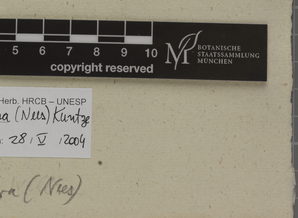 5 6 7 8 9 10
copyright reserved
BOTANISCHE
STAATSSAMMLUNG
MÜNCHEN
Herb. HRCB – UNESP
(Nees) Kuntze
28, V, 2004
(Nees)